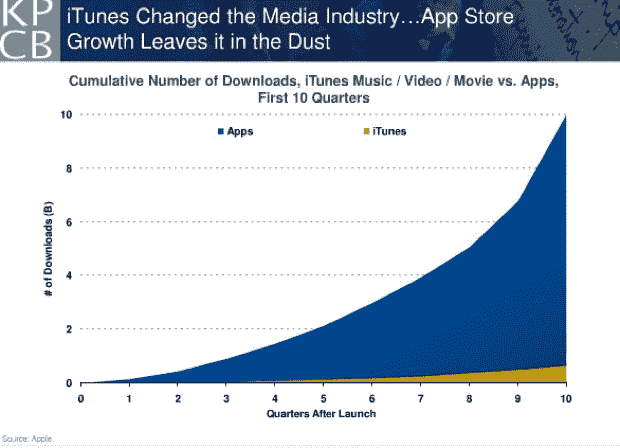 KP
CB
iTunes Changed the Media Industry…App Store
Growth Leaves it in the Dust
Cumulative Number of Downloads, iTunes Music / Video / Movie vs. Apps,
First 10 Quarters
10
Apps
iTunes
8
6
4
2
0
# of Downloads (B)
0 1 2 3 4 5 6 7 8 9 10
Quarters After Launch
Source: Apple.